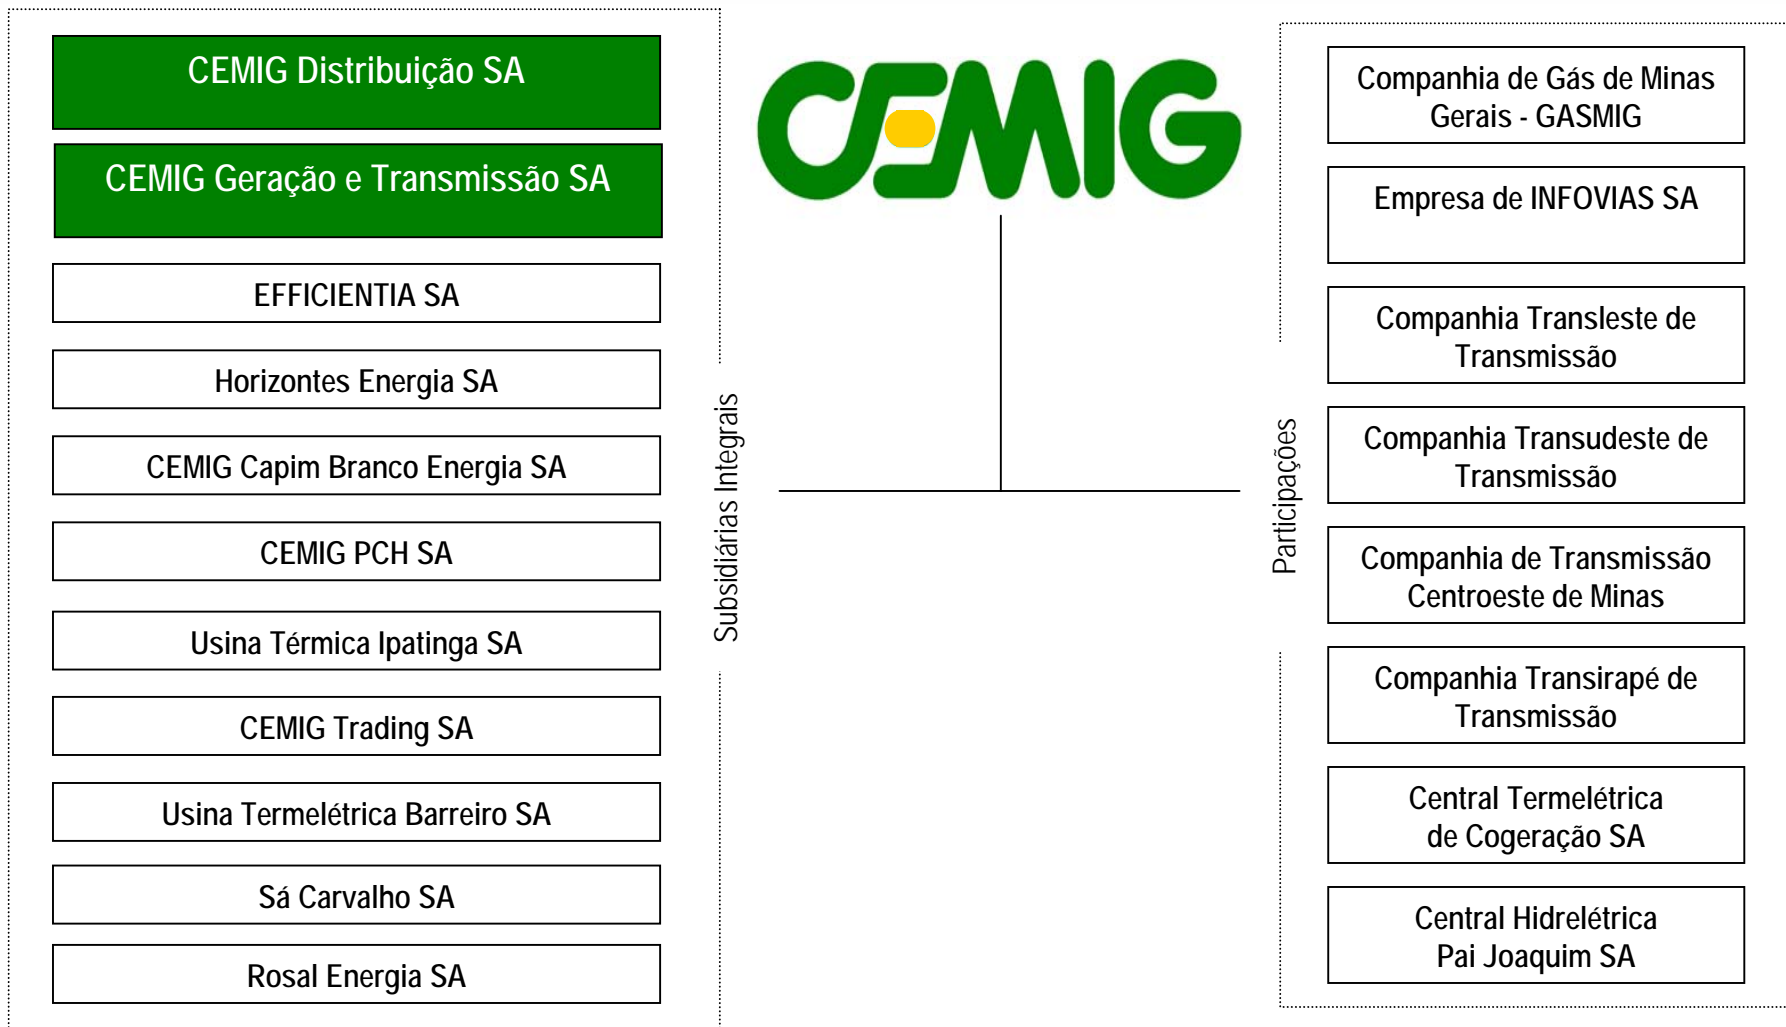 CEMIG Distribuição SA
CEMIG Geração e Transmissão SA
EFFICIENTIA SA
Horizontes Energia SA
CEMIG Capim Branco Energia SA
CEMIG PCH SA
Usina Térmica Ipatinga SA
CEMIG Trading SA
Usina Termelétrica Barreiro SA
Sá Carvalho SA
Rosal Energia SA
Subsidiárias Integrais
CEMIG
Participações
Companhia de Gás de Minas
Gerais - GASMIG
Empresa de INFOVIAS SA
Companhia Transleste de
Transmissão
Companhia Transudeste de
Transmissão
Companhia de Transmissão
Centroeste de Minas
Companhia Transirapé de
Transmissão
Central Termelétrica
de Cogeração SA
Central Hidrelétrica
Pai Joaquim SA